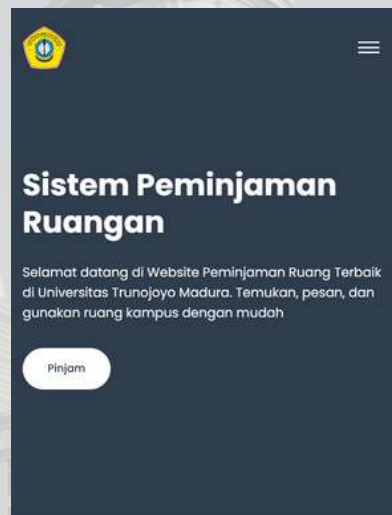 Sistem Peminjaman
Ruangan
Selamat datang di Website Peminjaman Ruang Terbaik
di Universitas Trunojoyo Madura. Temukan, pesan, dan
gunakan ruang kampus dengan mudah
Pinjam